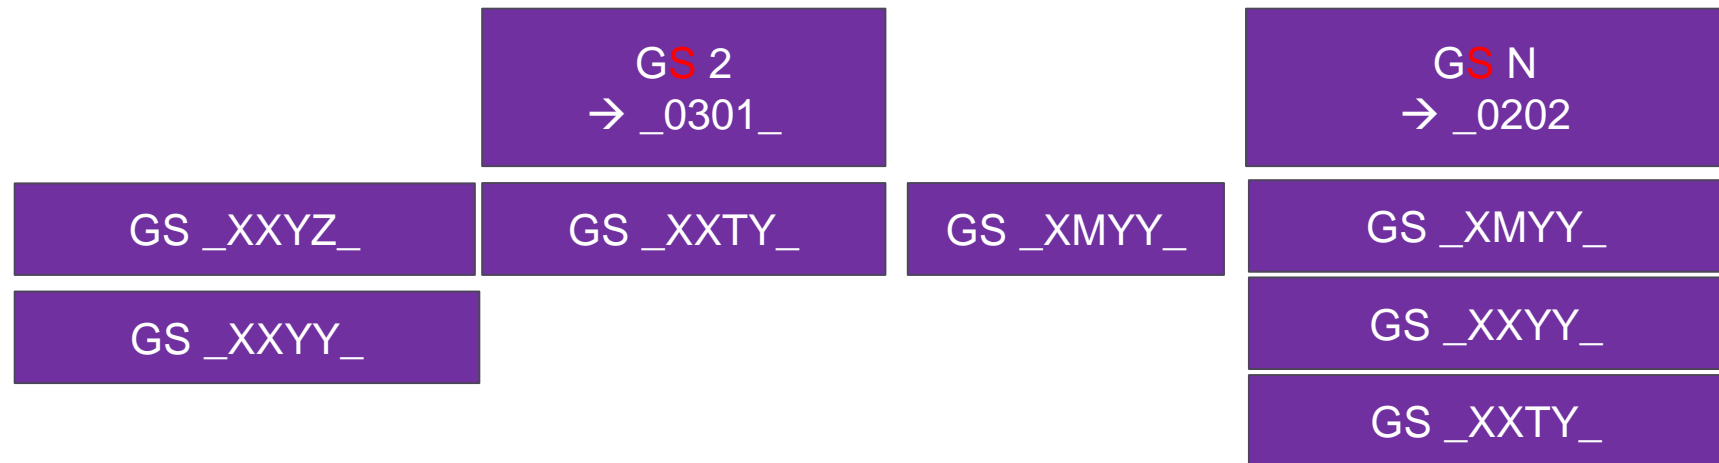 GS 2
→ _0301_
GS N
→ _0202
GS _XXYZ_
GS _XXTY_
GS _XMYY_
GS _XMYY_
GS _XXYY_
GS _XXYY_
GS _XXTY_